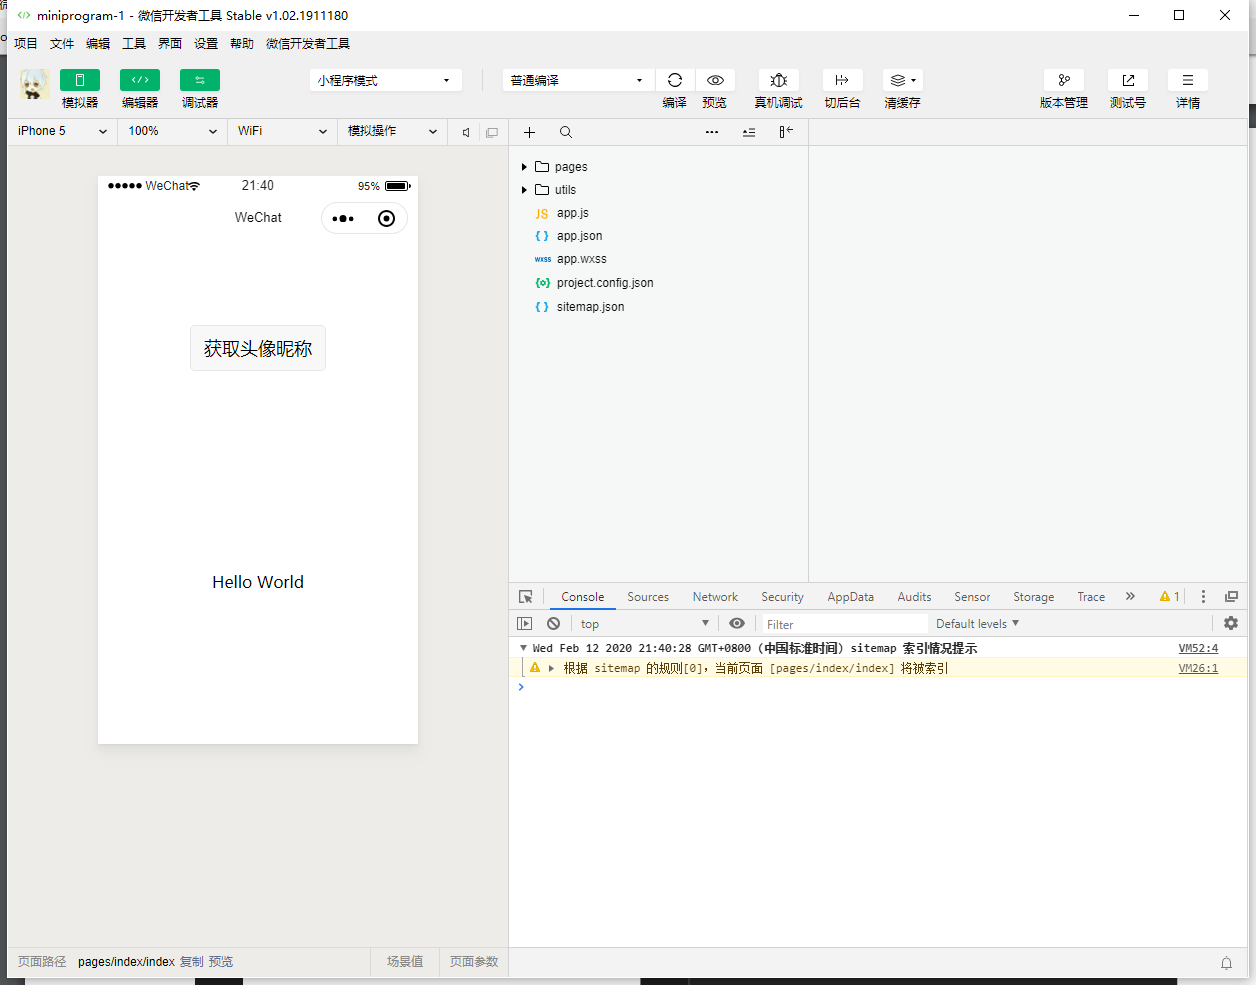 miniprogram-1 - 微信开发者工具 Stable v1.02.1911180
项目 文件 编辑 工具 界面 设置 帮助 微信开发者工具
小程序模式 普通编译
模拟器 编辑器 调试器 编译 预览 真机调试 切后台 清缓存 版本管理 测试号 详情
iPhone 5 100% WiFi 模拟操作
WeChat 21:40 95%
WeChat
获取头像昵称
Hello World
pages
utils
JS app.js
{ } app.json
wxss app.wxss
project.config.json
{ } sitemap.json
Console Sources Network Security AppData Audits Sensor Storage Trace » 1
top Filter Default levels
Wed Feb 12 2020 21:40:28 GMT+0800 (中国标准时间) sitemap 索引情况提示 VM52:4
根据 sitemap 的规则[0]，当前页面 [pages/index/index] 将被索引 VM26:1
页面路径 pages/index/index 复制 预览 场景值 页面参数